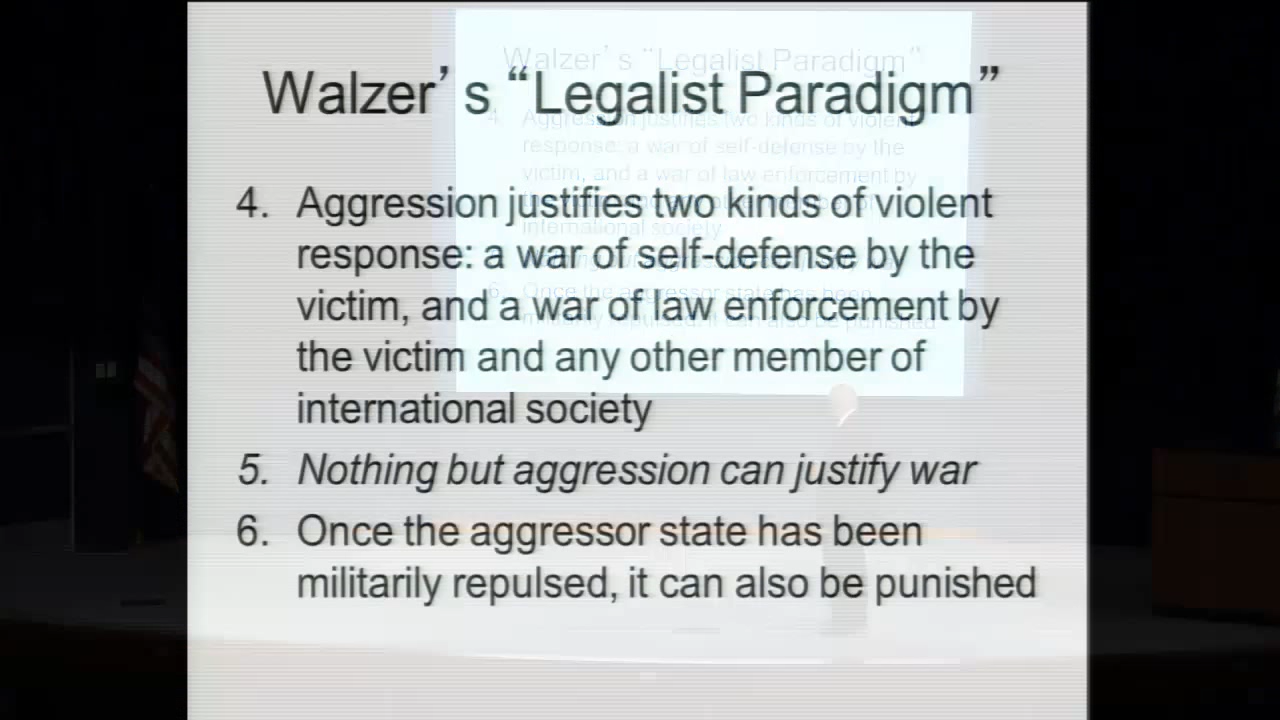 Walzer’s “Legalist Paradigm”
4. Aggression justifies two kinds of violent
response: a war of self-defense by the
victim, and a war of law enforcement by
the victim and any other member of
international society
5. Nothing but aggression can justify war
6. Once the aggressor state has been
militarily repulsed, it can also be punished